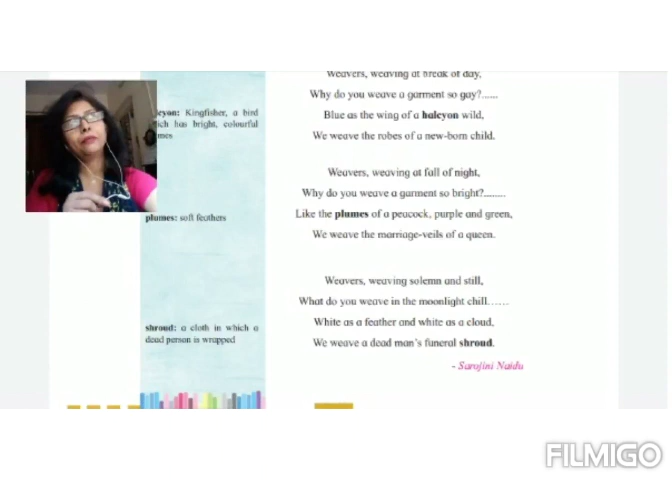 Weavers, weaving at break of day,
Why do you weave a garment so gay?......
Blue as the wing of a halcyon wild,
We weave the robes of a new-born child.
Weavers, weaving at fall of night,
Why do you weave a garment so bright?........
Like the plumes of a peacock, purple and green,
We weave the marriage-veils of a queen.
Weavers, weaving solemn and still,
What do you weave in the moonlight chill......
White as a feather and white as a cloud,
We weave a dead man's funeral shroud.
- Sarojini Naidu
Kingfisher, a bird
has bright, colourful
plumes: soft feathers
shroud: a cloth in which a
dead person is wrapped
FILMIGO